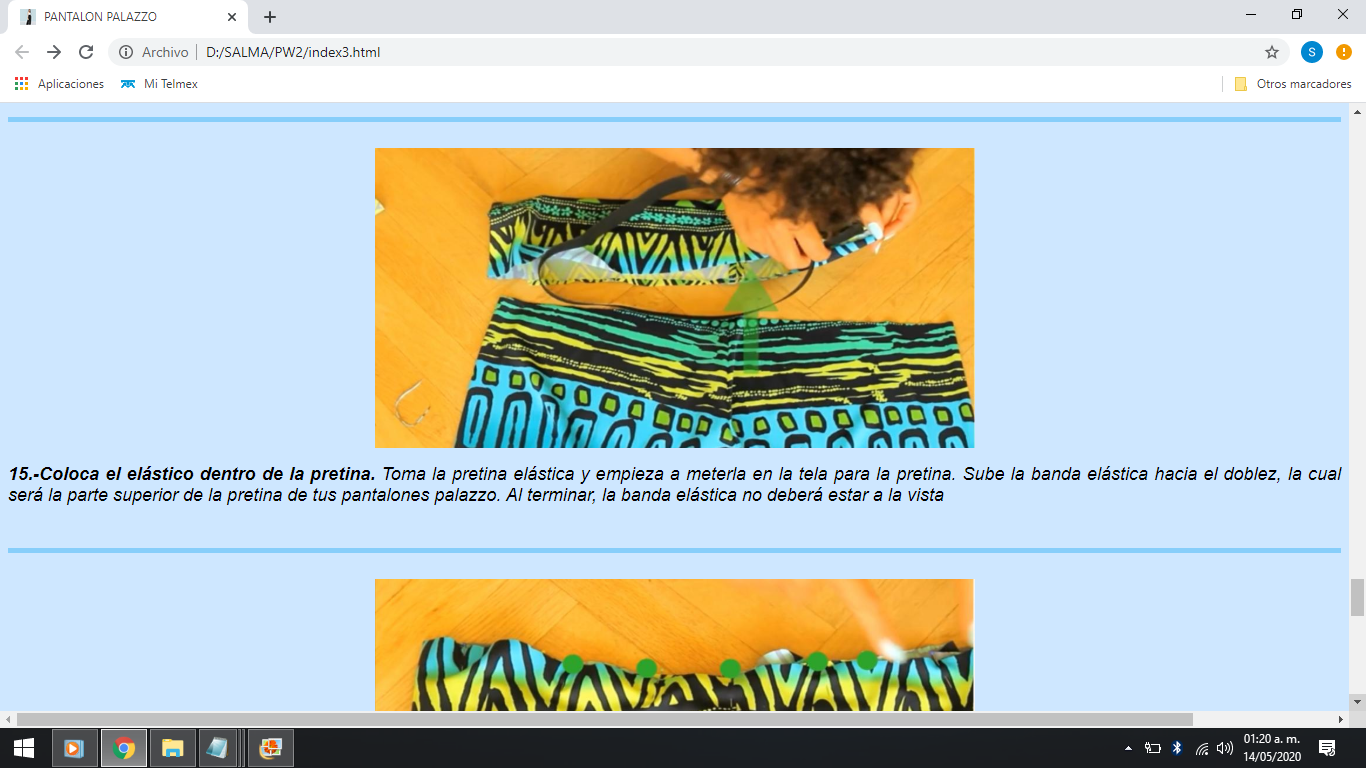 PANTALON PALAZZO
Archivo
D:/SALMA/PW2/index3.html
S
Aplicaciones
Mi Telmex
Otros marcadores
15.-Coloca el elástico dentro de la pretina. Toma la pretina elástica y empieza a meterla en la tela para la pretina. Sube la banda elástica hacia el doblez, la cual
será la parte superior de la pretina de tus pantalones palazzo. Al terminar, la banda elástica no deberá estar a la vista
01:20 a. m.
14/05/2020